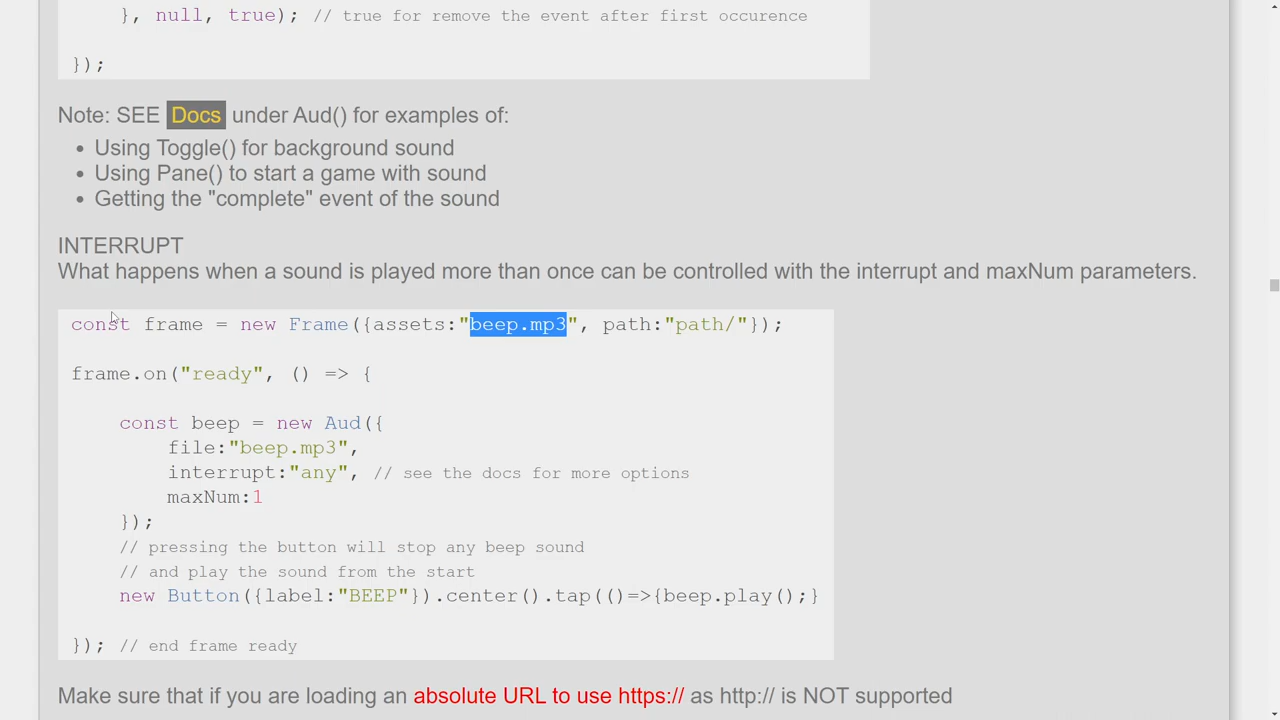 }, null, true); // true for remove the event after first occurence
});
Note: SEE Docs under Aud() for examples of:
• Using Toggle() for background sound
• Using Pane() to start a game with sound
• Getting the "complete" event of the sound
INTERRUPT
What happens when a sound is played more than once can be controlled with the interrupt and maxNum parameters.
const frame = new Frame({assets:"beep.mp3", path:"path/"});
frame.on("ready", () => {
const beep = new Aud({
file:"beep.mp3",
interrupt:"any", // see the docs for more options
maxNum:1
});
// pressing the button will stop any beep sound
// and play the sound from the start
new Button({label:"BEEP"}).center().tap(()=>{beep.play();}
}); // end frame ready
Make sure that if you are loading an absolute URL to use https:// as http:// is NOT supported